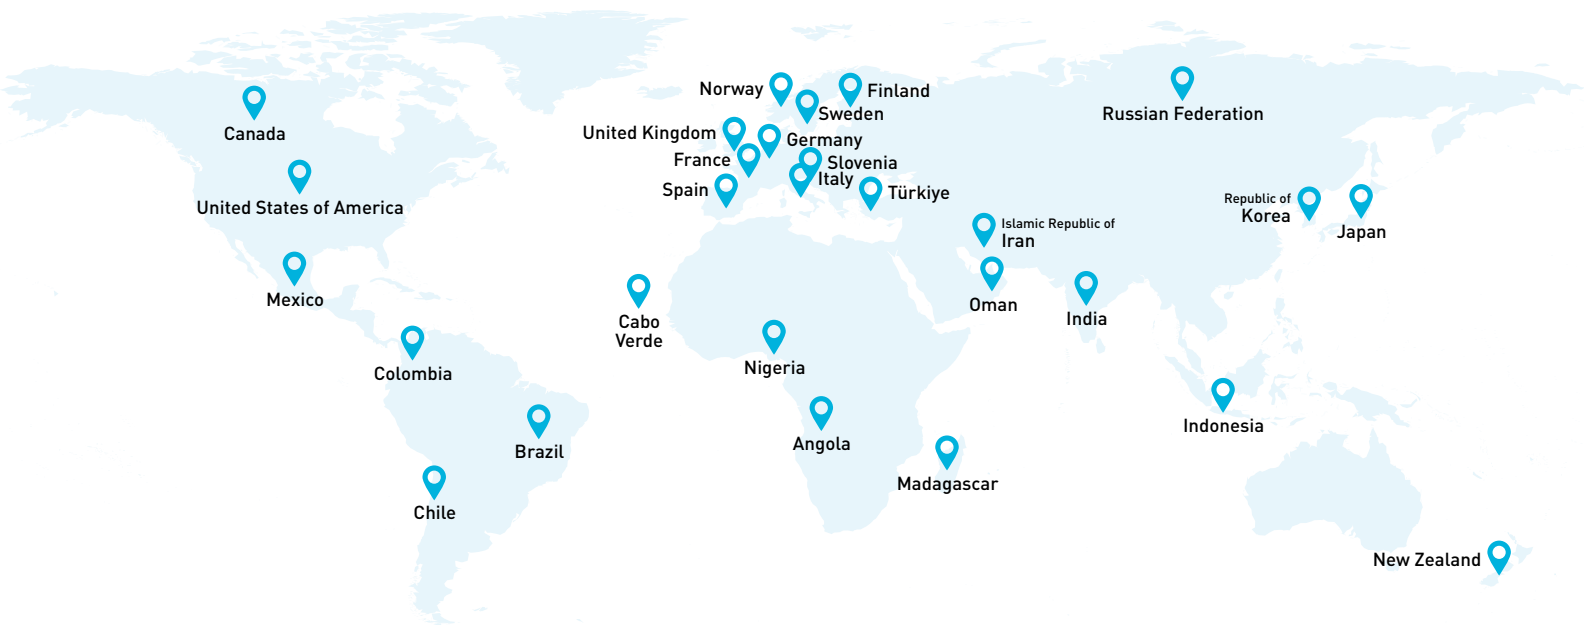 Norway
Finland
Sweden
Russian Federation
Canada
United Kingdom
Germany
France
Slovenia
Italy
Spain
Türkiye
United States of America
Republic of
Korea
Japan
Islamic Republic of
Iran
Mexico
Oman
India
Cabo
Verde
Colombia
Nigeria
Indonesia
Brazil
Angola
Madagascar
Chile
New Zealand